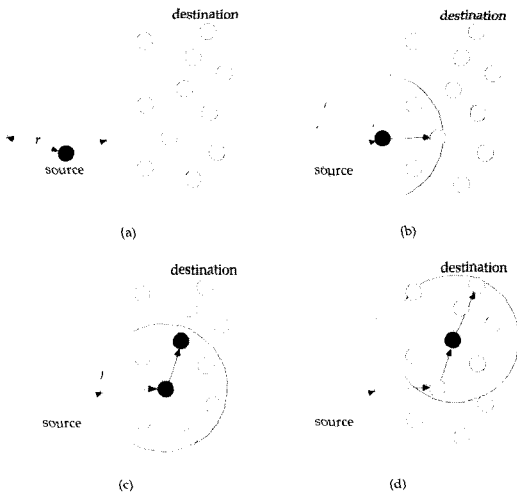 destination
r
source
(a)
destination
source
(b)
destination
source
(c)
destination
source
(d)